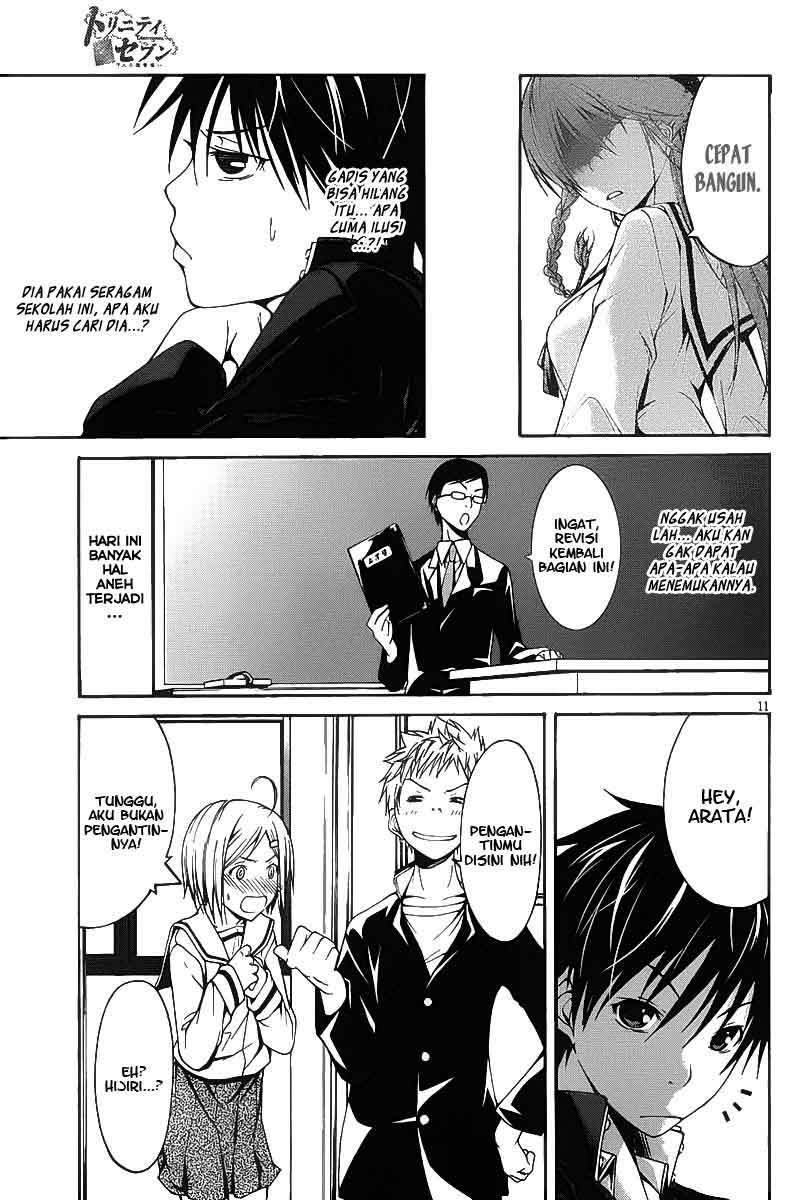 トリニティ
セブン
CEPAT
BANGUN.
GADIS YANG
BISA HILANG
ITU... APA
CUMA ILUSI
...?!
DIA PAKAI SERAGAM
SEKOLAH INI, APA AKU
HARUS CARI DIA...?
NGGAK USAH
LAH... AKU KAN
GAK DAPAT
APA-APA KALAU
MENEMUKANNYA.
INGAT,
REVISI
KEMBALI
BAGIAN INI!
HARI INI
BANYAK
HAL
ANEH
TERJADI
...
11
HEY,
ARATA!
PENGAN-
TINMU
DISINI NIH!
TUNGGU,
AKU BUKAN
PENGANTIN-
NYA!
EH?
HIJIRI...?